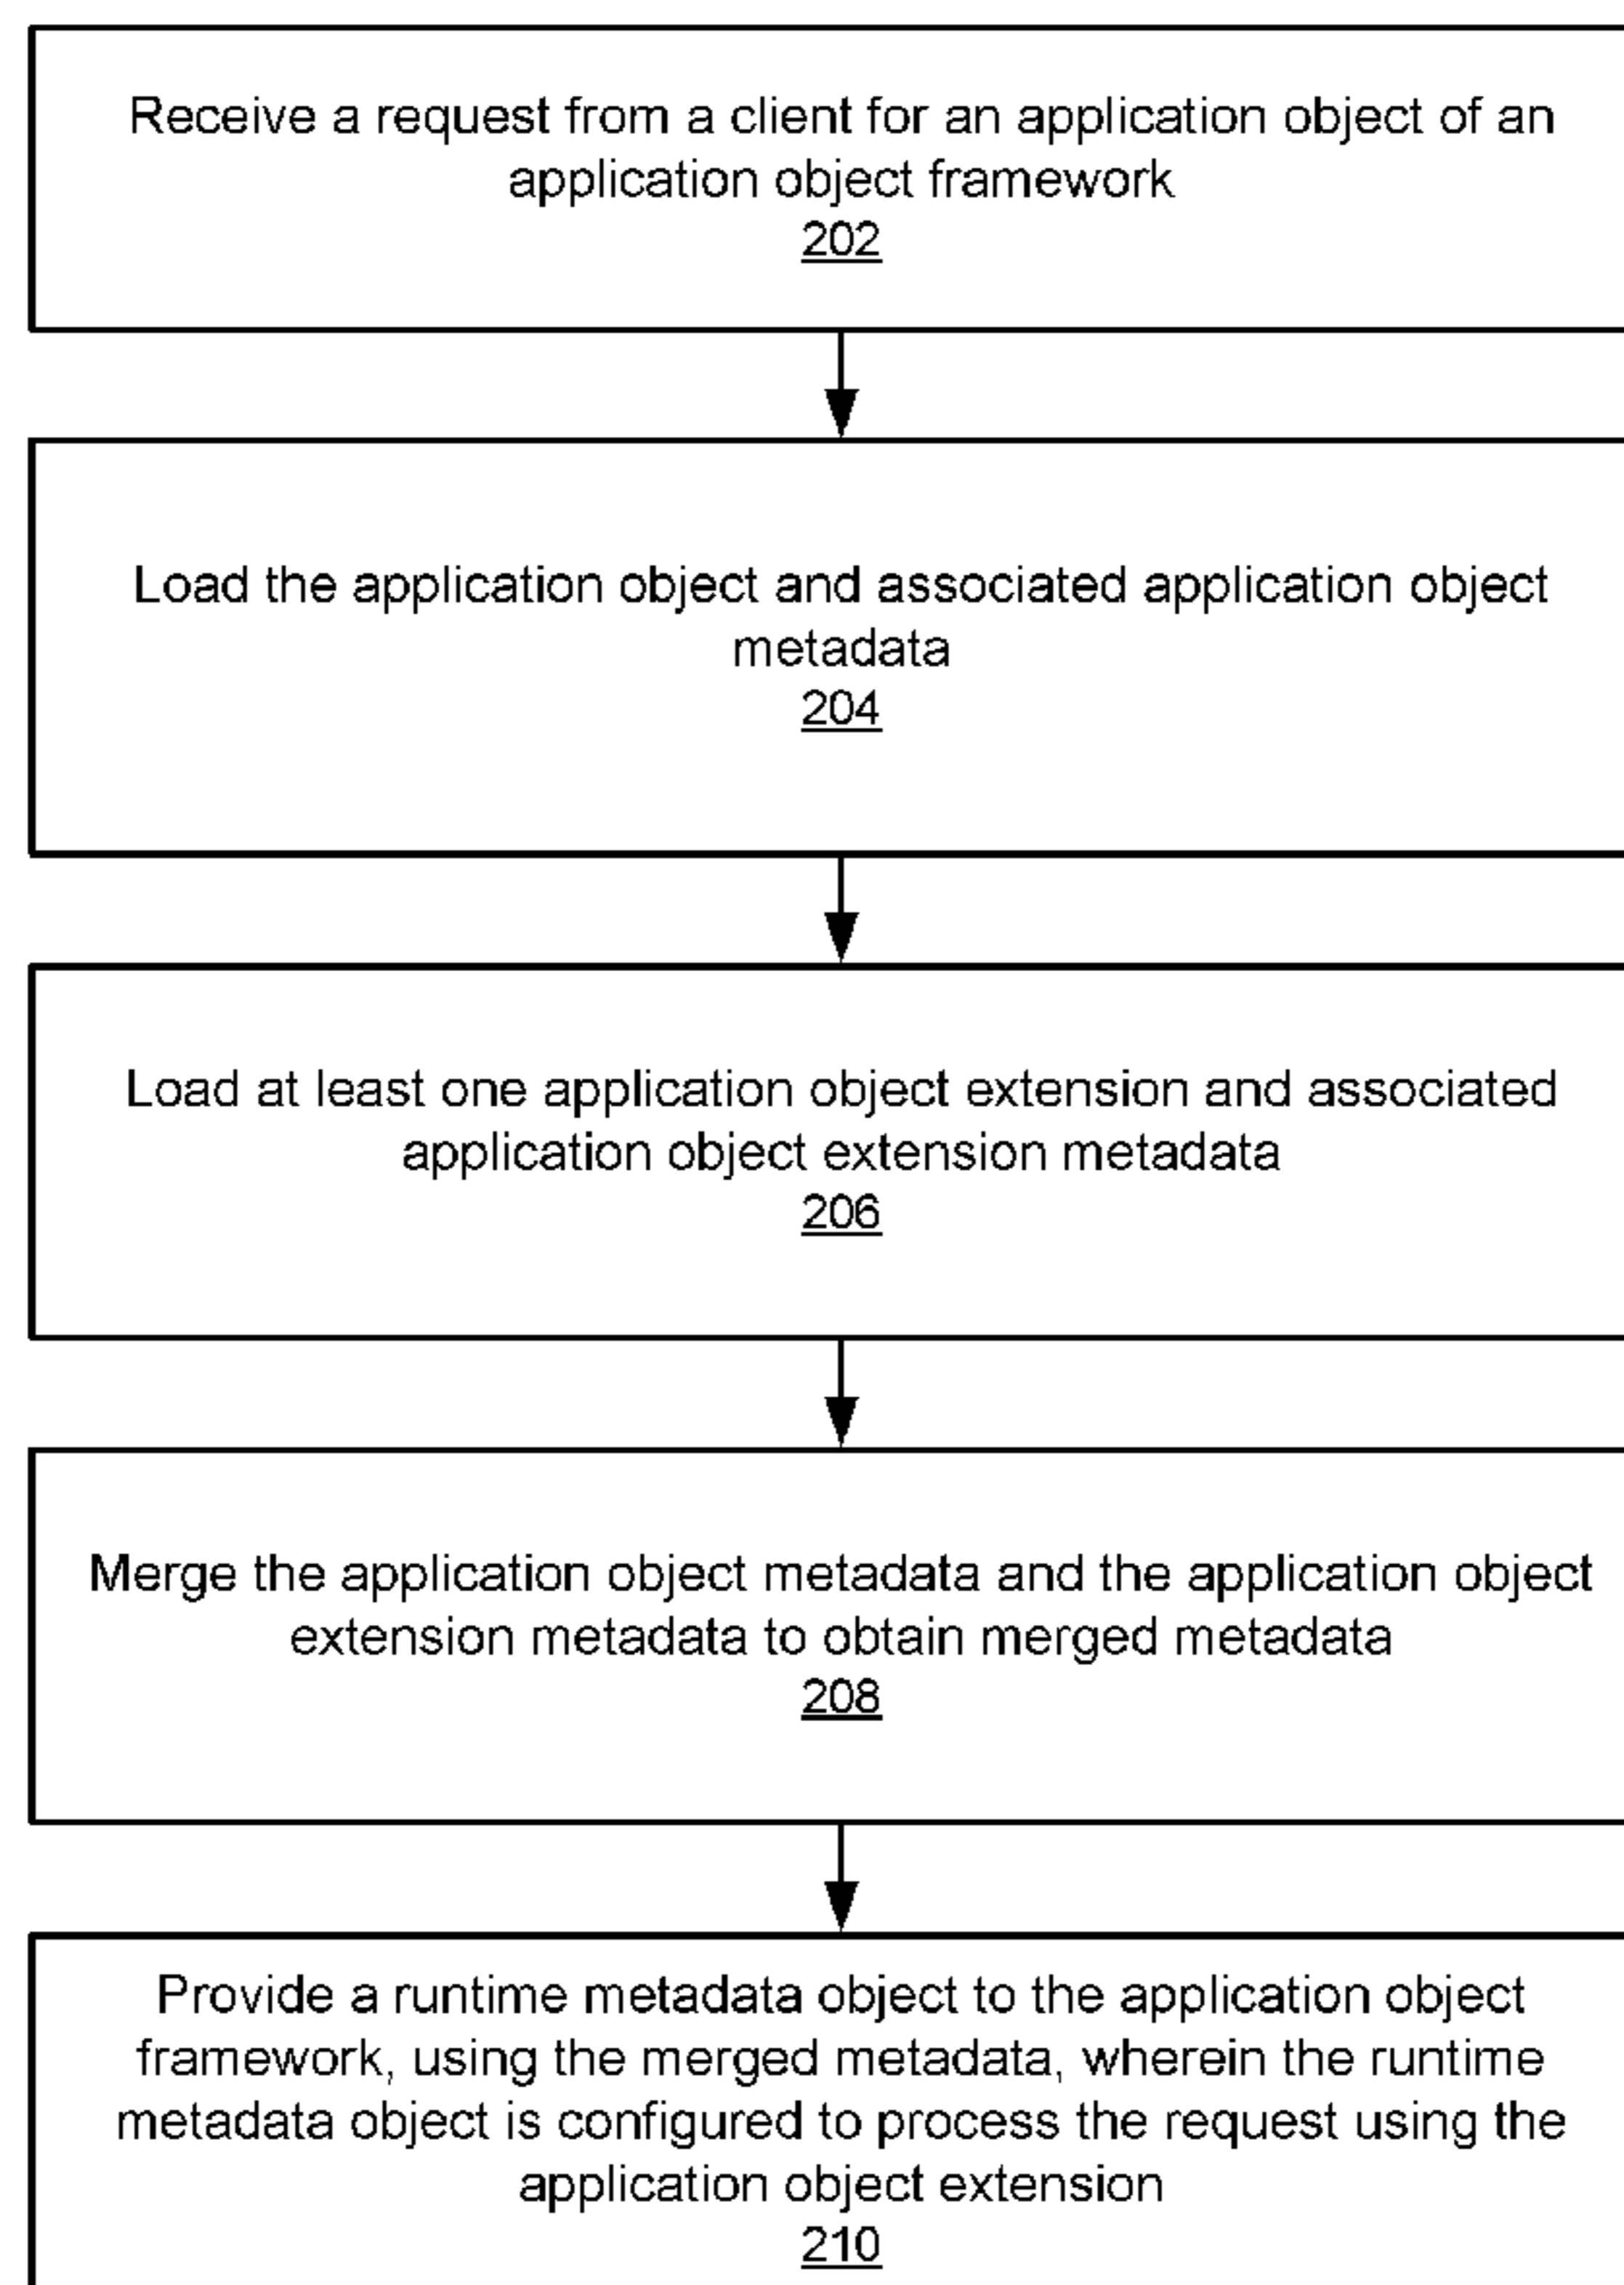 Receive a request from a client for an application object of an
application object framework
202
Load the application object and associated application object
metadata
204
Load at least one application object extension and associated
application object extension metadata
206
Merge the application object metadata and the application object
extension metadata to obtain merged metadata
208
Provide a runtime metadata object to the application object
framework, using the merged metadata, wherein the runtime
metadata object is configured to process the request using the
application object extension
210